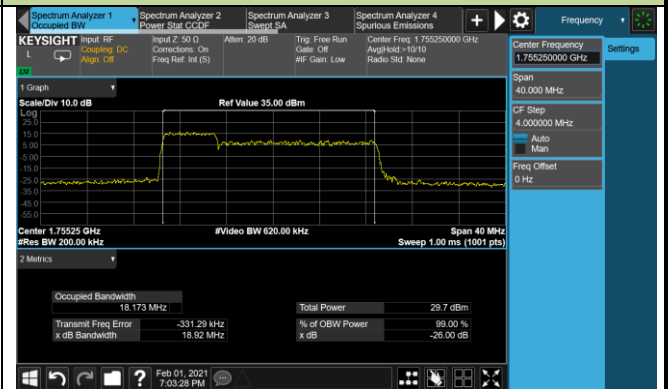 Spectrum Analyzer 1
Occupied BW
Spectrum Analyzer 2
Power Stat CCDF
Spectrum Analyzer 3
Swept SA
Spectrum Analyzer 4
Spurious Emissions
Frequency
KEYSIGHT
L
Input: RF
Coupling: DC
Align: Off
Input Z: 50 Ω
Corrections: On
Freq Ref: Int (S)
Atten: 20 dB
Trig: Free Run
Gate: Off
#IF Gain: Low
Center Freq: 1.755250000 GHz
Avg|Hold:>10/10
Radio Std: None
Center Frequency
1.755250000 GHz
Settings
Span
40.000 MHz
CF Step
4.000000 MHz
Auto
Man
Freq Offset
0 Hz
1 Graph
Scale/Div 10.0 dB
Ref Value 35.00 dBm
Log
25.0
15.0
5.00
-5.00
-15.0
-25.0
-35.0
-45.0
-55.0
Center 1.75525 GHz
#Video BW 620.00 kHz
Span 40 MHz
#Res BW 200.00 kHz
Sweep 1.00 ms (1001 pts)
2 Metrics
Occupied Bandwidth
18.173 MHz
Total Power
29.7 dBm
Transmit Freq Error
-331.29 kHz
% of OBW Power
99.00 %
x dB Bandwidth
18.92 MHz
x dB
-26.00 dB
Feb 01, 2021
7:03:28 PM